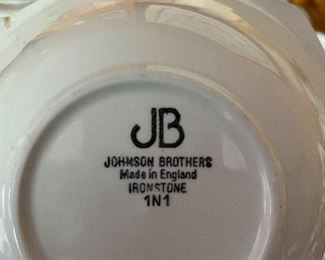 JB
JOHNSON BROTHERS
Made in England
IRONSTONE
1N1